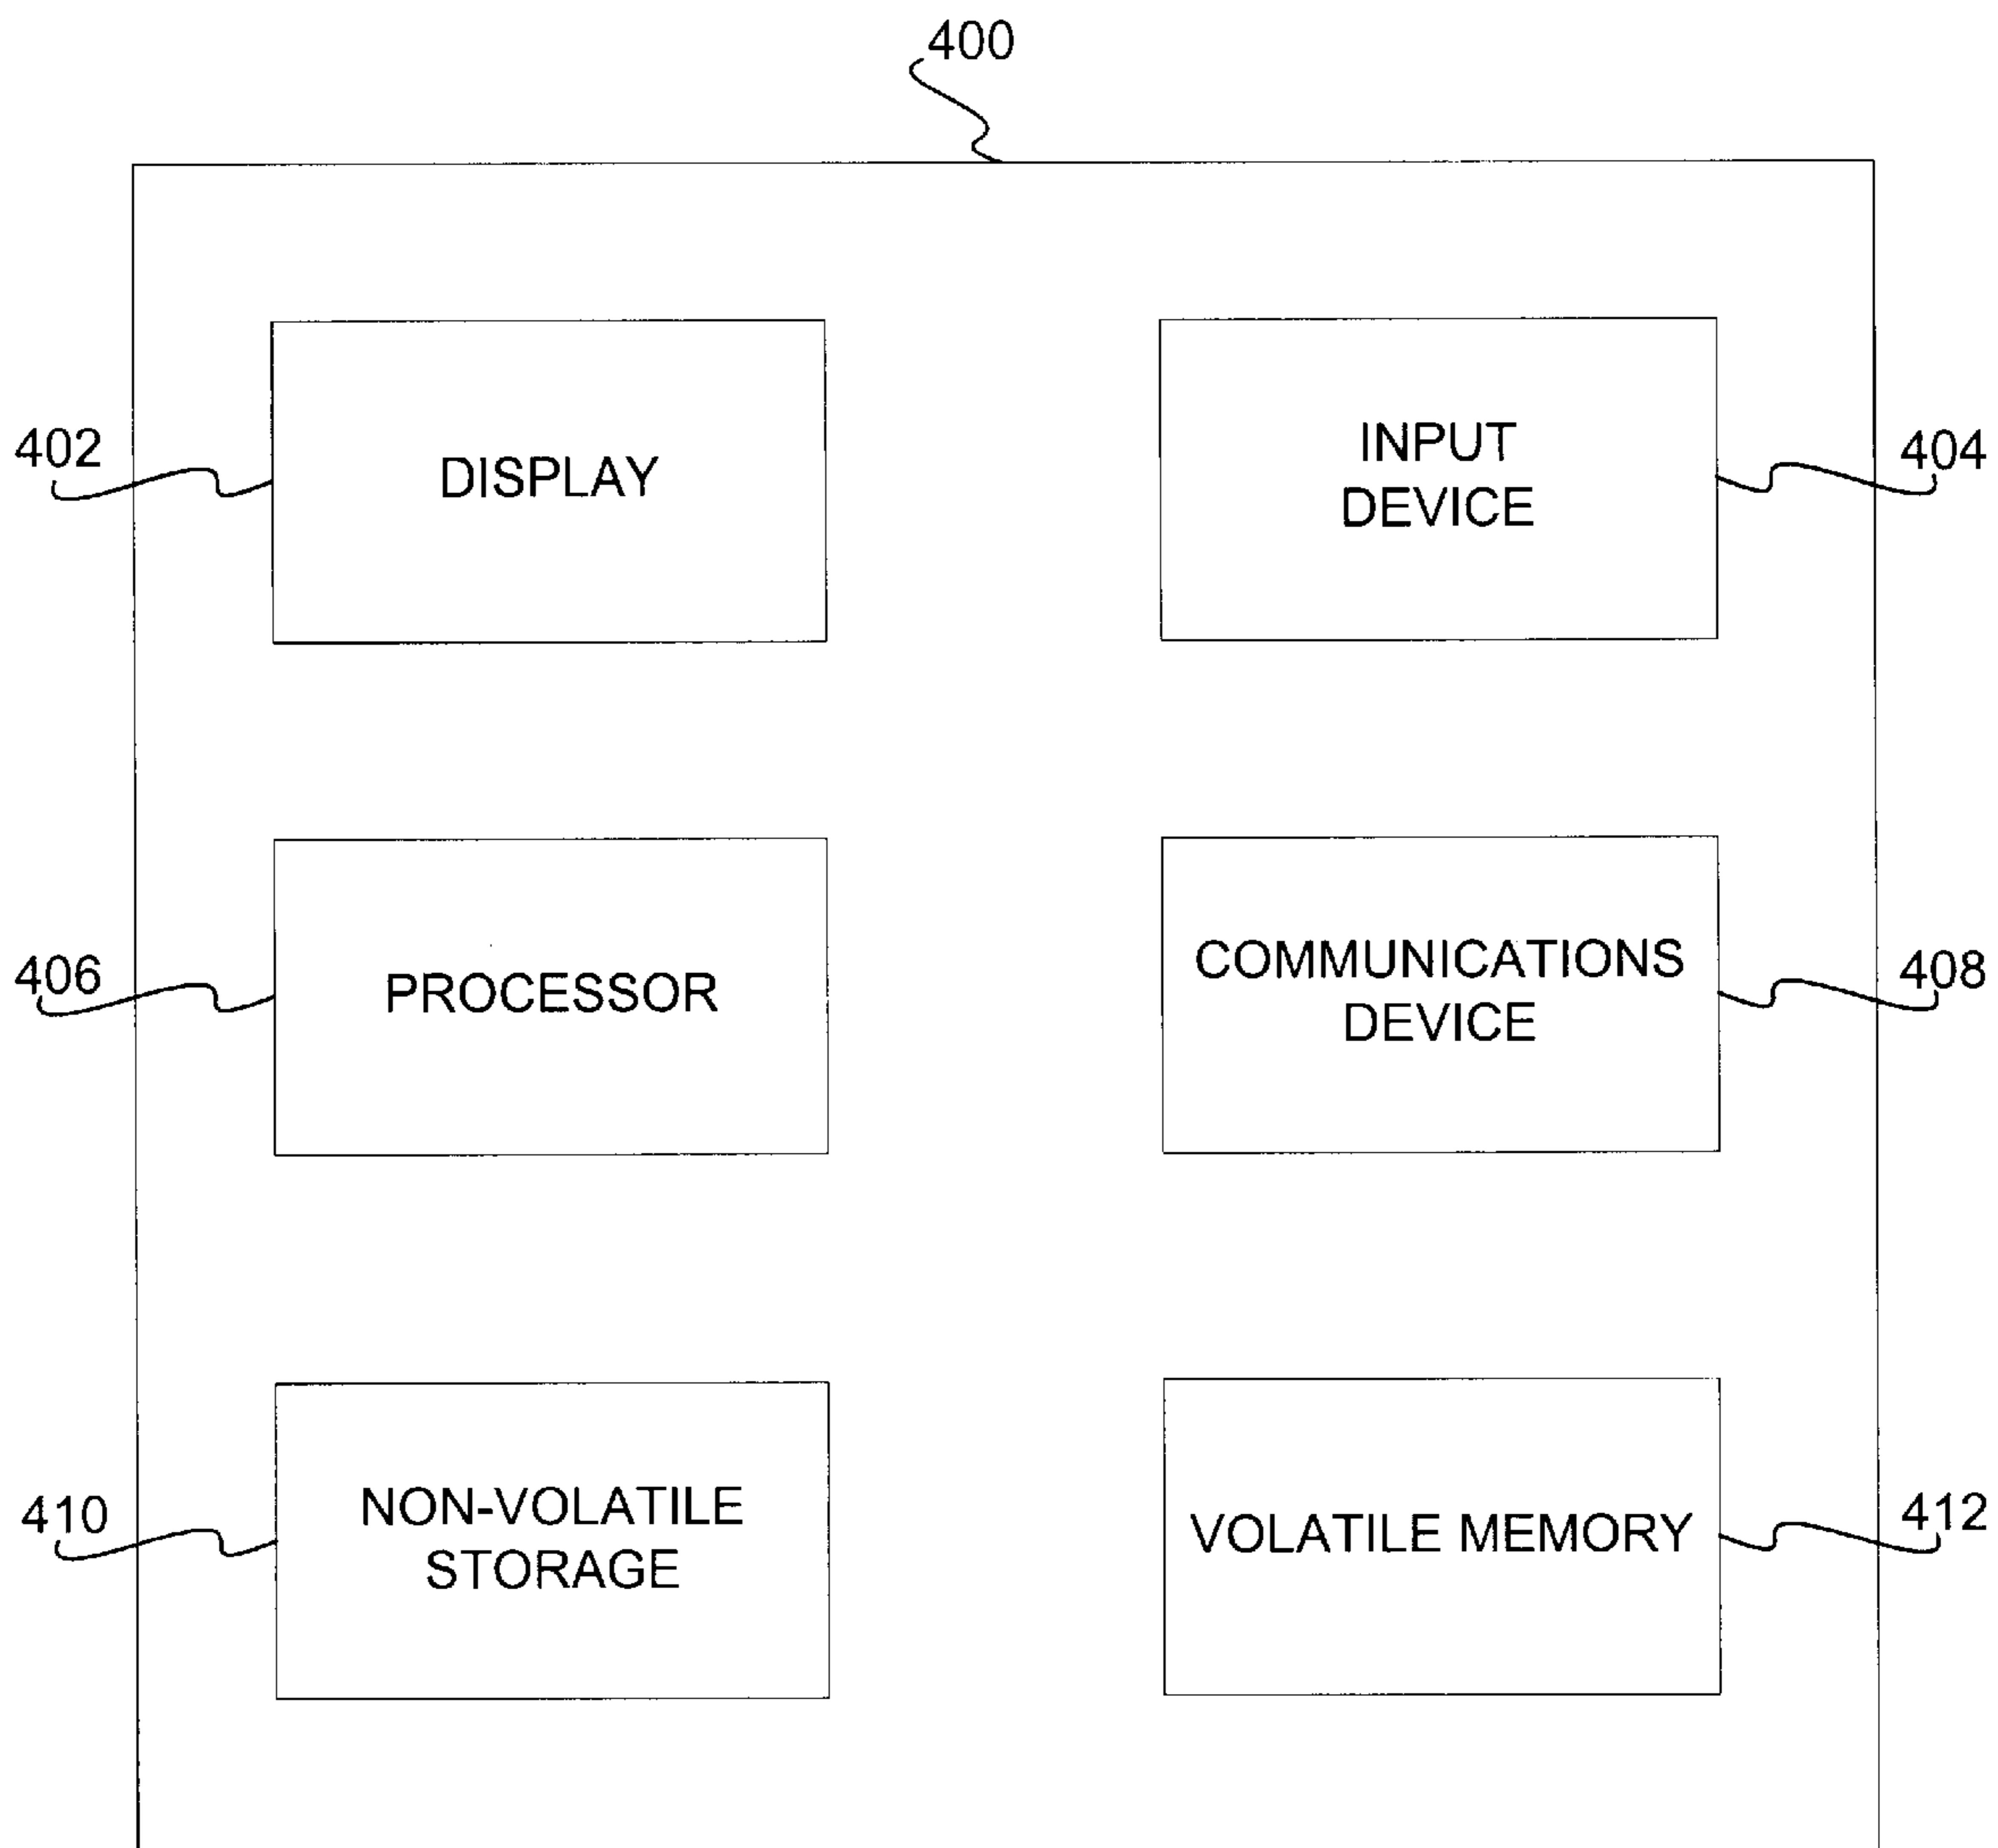 400
402
DISPLAY
INPUT
DEVICE
404
406
PROCESSOR
COMMUNICATIONS
DEVICE
408
410
NON-VOLATILE
STORAGE
VOLATILE MEMORY
412